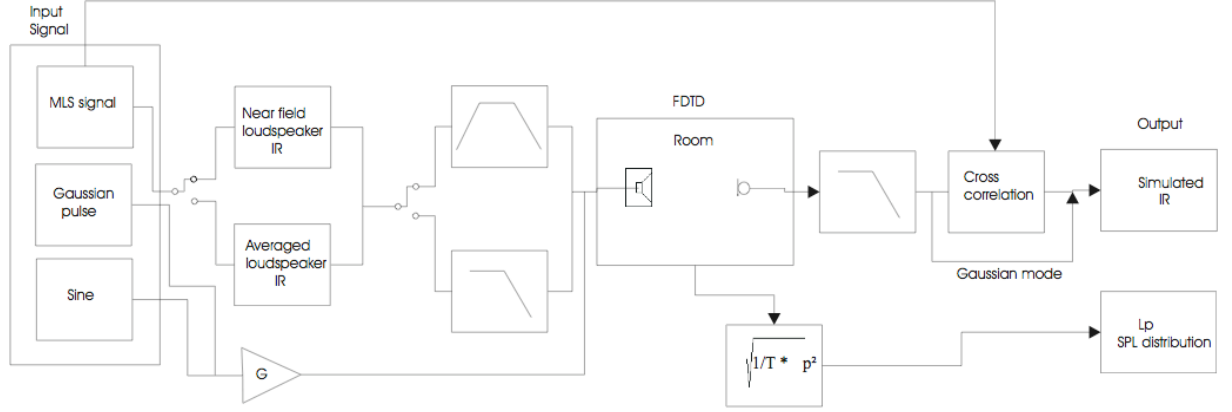 Input
Signal
MLS signal
Gaussian
pulse
Sine
Near field
loudspeaker
IR
Averaged
loudspeaker
IR
G
FDTD
Room
√1/T * p²
Cross
correlation
Gaussian mode
Output
Simulated
IR
Lp
SPL distribution